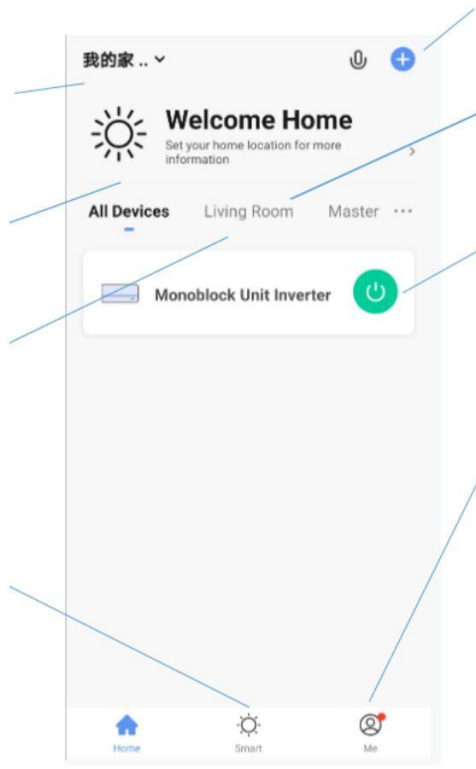 我的家 ..
Welcome Home
Set your home location for more
information
All Devices
Living Room
Master
Monoblock Unit Inverter
Home
Smart
Me